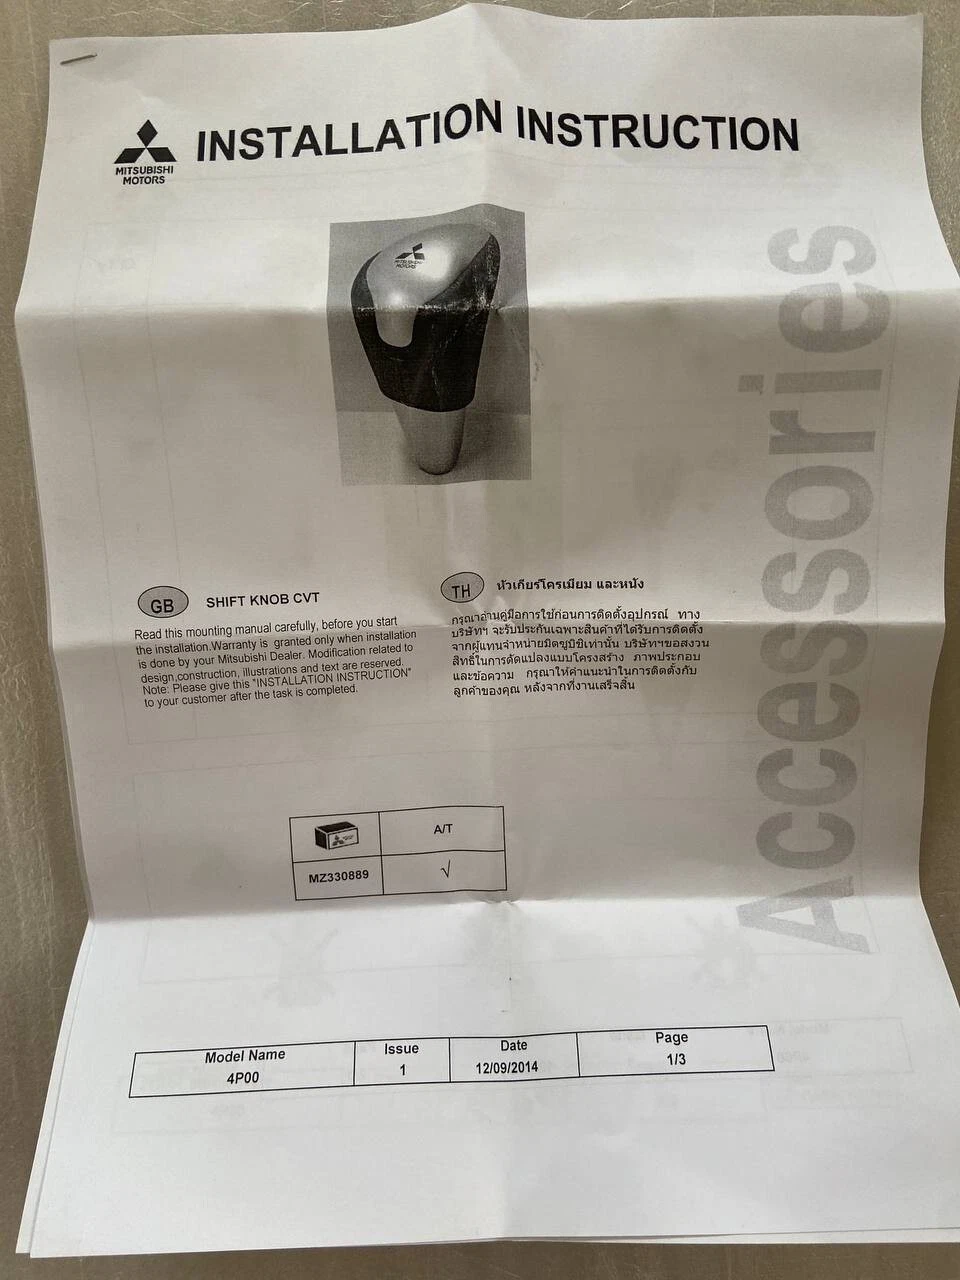 MITSUBISHI
MOTORS
INSTALLATION INSTRUCTION
MITSUBISHI
MOTORS
Accessories
GB SHIFT KNOB CVT
Read this mounting manual carefully, before you start
the installation.Warranty is granted only when installation
is done by your Mitsubishi Dealer. Modification related to
design,construction, illustrations and text are reserved.
Note: Please give this "INSTALLATION INSTRUCTION"
to your customer after the task is completed.
TH หัวเกียร์โครเมียม และหนัง
กรุณาอ่านคู่มือการใช้ก่อนการติดตั้งอุปกรณ์ ทาง
บริษัทฯ จะรับประกันเฉพาะสินค้าที่ได้รับการติดตั้ง
จากผู้แทนจำหน่ายมิตซูบิชิเท่านั้น บริษัทฯขอสงวน
สิทธิ์ในการดัดแปลงแบบโครงสร้าง ภาพประกอบ
และข้อความ กรุณาให้คำแนะนำในการติดตั้งกับ
ลูกค้าของคุณ หลังจากที่งานเสร็จสิ้น
A/T
MZ330889 √
Model Name Issue Date Page
4P00 1 12/09/2014 1/3